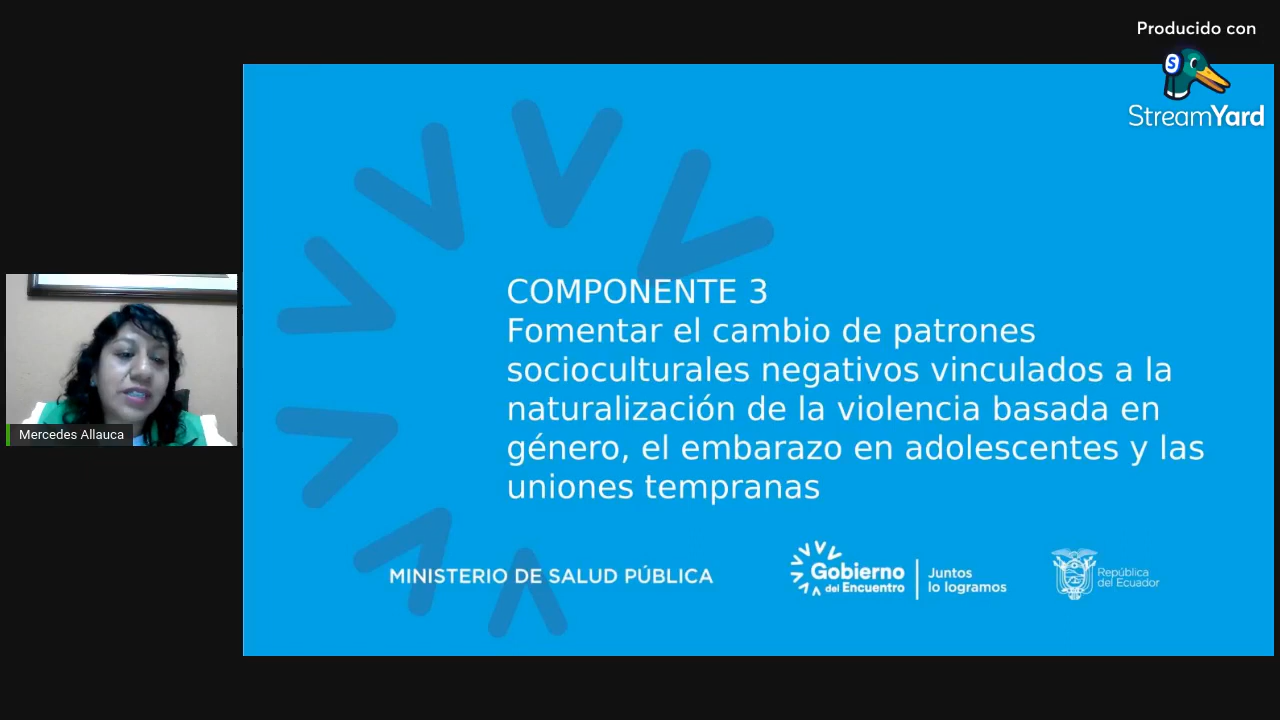 Producido con
S
StreamYard
COMPONENTE 3
Fomentar el cambio de patrones
socioculturales negativos vinculados a la
naturalización de la violencia basada en
género, el embarazo en adolescentes y las
uniones tempranas
Mercedes Allauca
MINISTERIO DE SALUD PÚBLICA
Gobierno
del Encuentro
Juntos
lo logramos
República
del Ecuador